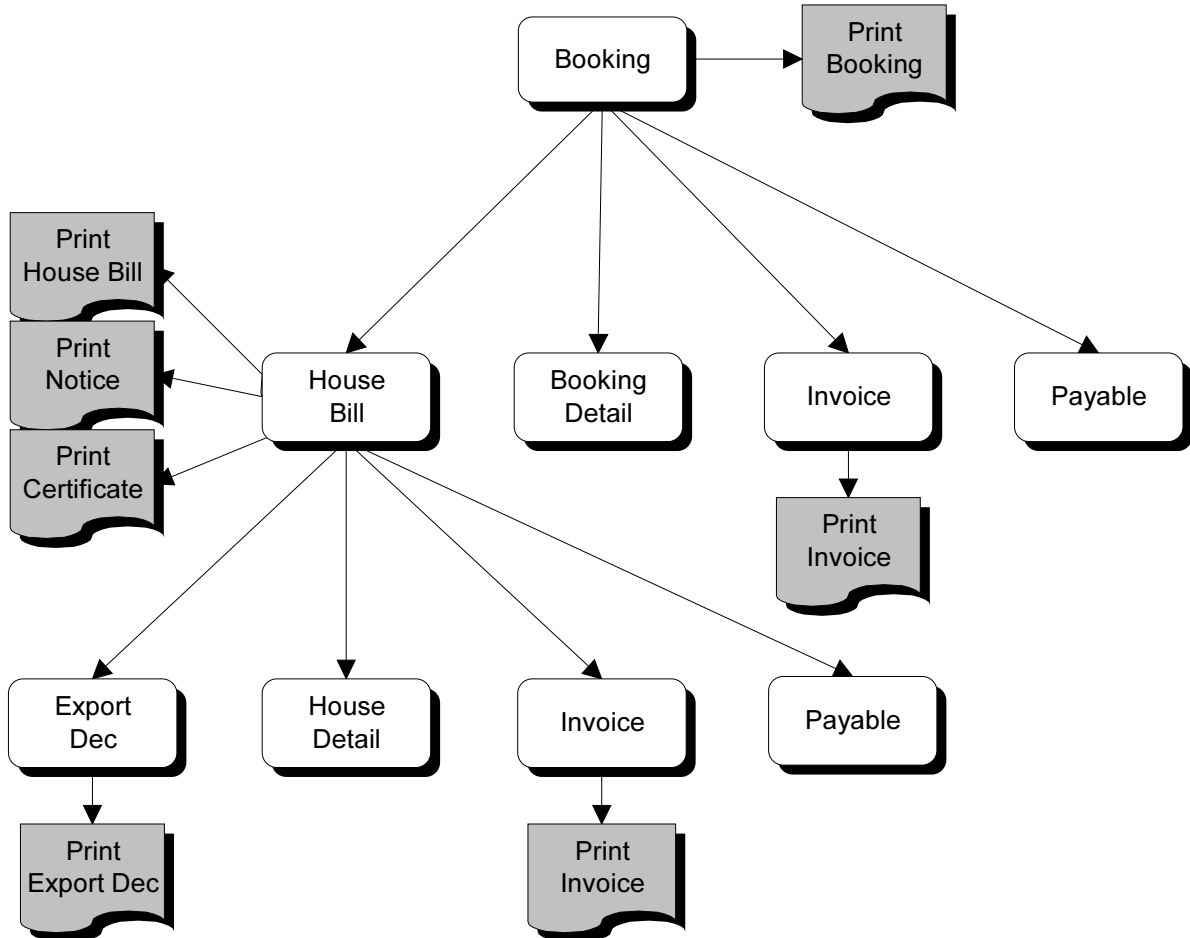 Booking
Print
Booking
Print
House Bill
Print
Notice
Print
Certificate
House
Bill
Booking
Detail
Invoice
Payable
Print
Invoice
Export
Dec
House
Detail
Invoice
Payable
Print
Export Dec
Print
Invoice